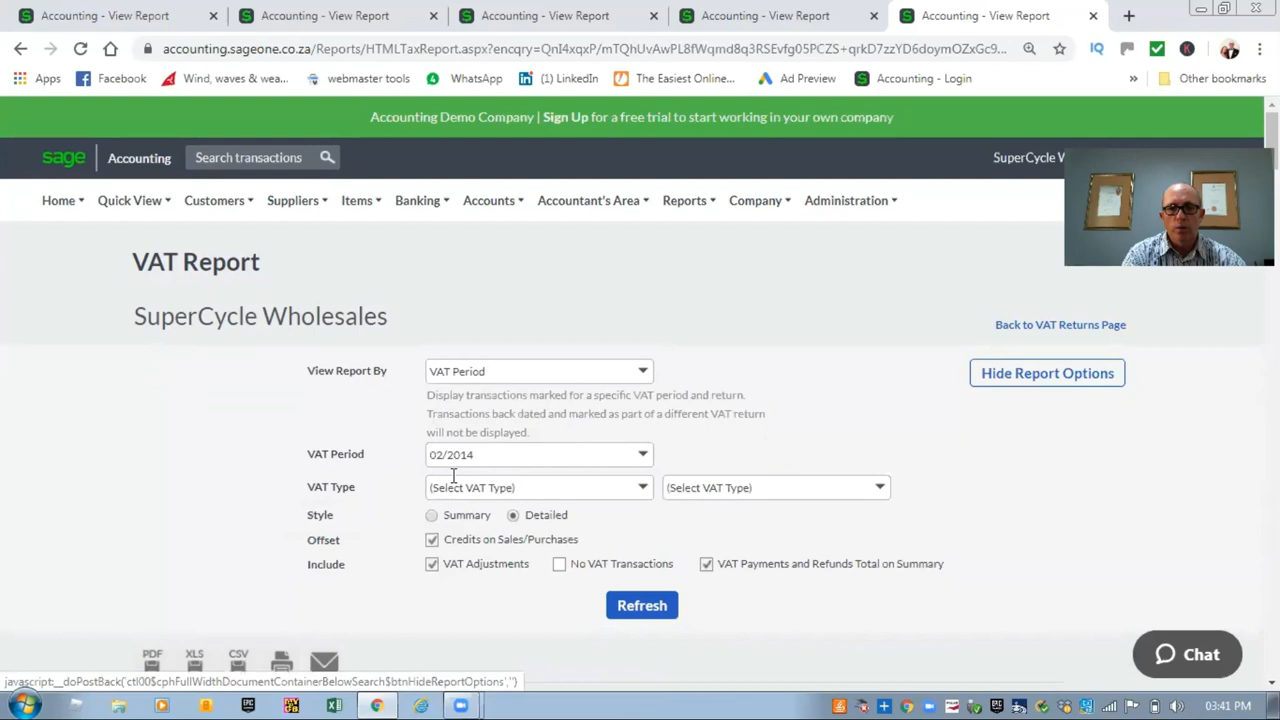 Accounting - View Report
Accounting - View Report
Accounting - View Report
Accounting - View Report
Accounting - View Report
accounting.sageone.co.za/Reports/HTMLTaxReport.aspx?encqry=QnI4xqxP/mTQhUvAwPL8fWqmd8q3RSEvfg05PCZS+qrkD7zzYD6doymOZxGc9...
Apps
Facebook
Wind, waves & wea...
webmaster tools
WhatsApp
(1) LinkedIn
The Easiest Online...
Ad Preview
Accounting - Login
»
Other bookmarks
Accounting Demo Company | Sign Up for a free trial to start working in your own company
sage
Accounting
Search transactions
SuperCycle W
Home
Quick View
Customers
Suppliers
Items
Banking
Accounts
Accountant's Area
Reports
Company
Administration
VAT Report
SuperCycle Wholesales
Back to VAT Returns Page
View Report By
VAT Period
Hide Report Options
Display transactions marked for a specific VAT period and return.
Transactions back dated and marked as part of a different VAT return
will not be displayed.
VAT Period
02/2014
VAT Type
(Select VAT Type)
(Select VAT Type)
Style
Summary
Detailed
Offset
Credits on Sales/Purchases
Include
VAT Adjustments
No VAT Transactions
VAT Payments and Refunds Total on Summary
Refresh
PDF
XLS
CSV
Chat
javascript:__doPostBack('ctl00$cphFullWidthDocumentContainerBelowSearch$btnHideReportOptions','')
03:41 PM